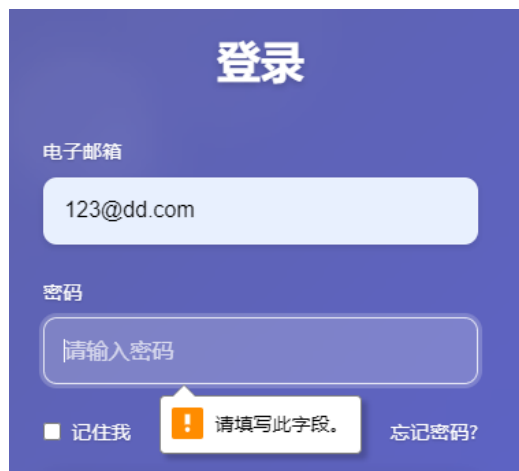 登录
电子邮箱
123@dd.com
密码
请输入密码
记住我
请填写此字段。
忘记密码?